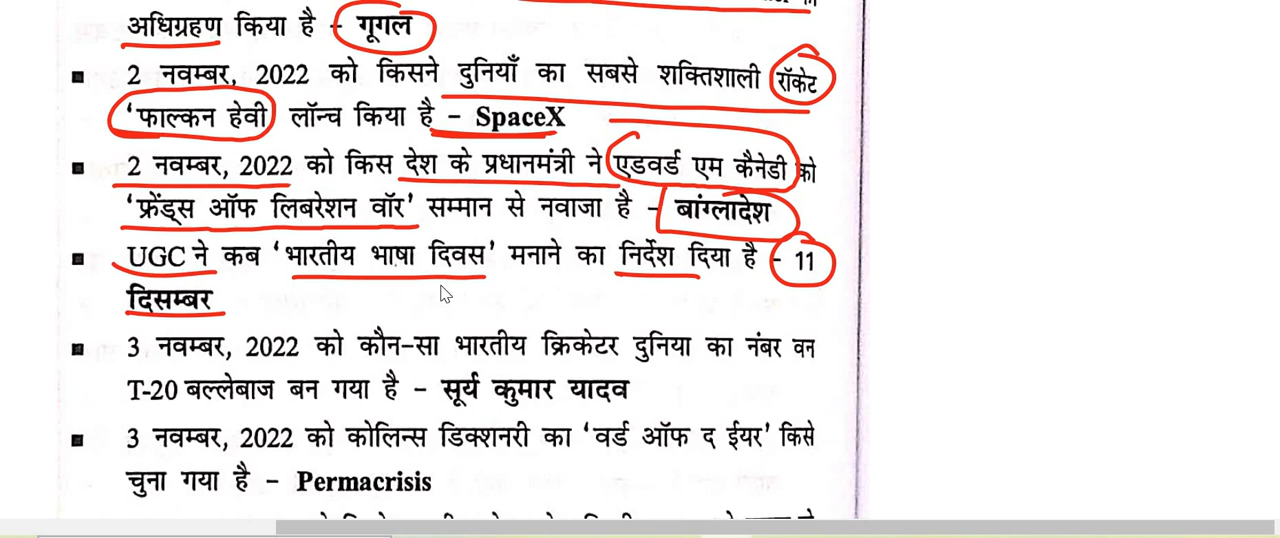 अधिग्रहण किया है - गूगल
■ 2 नवम्बर, 2022 को किसने दुनियाँ का सबसे शक्तिशाली रॉकेट
'फाल्कन हेवी' लॉन्च किया है - SpaceX
■ 2 नवम्बर, 2022 को किस देश के प्रधानमंत्री ने एडवर्ड एम कैनेडी को
'फ्रेंड्स ऑफ लिबरेशन वॉर' सम्मान से नवाजा है - बांग्लादेश
■ UGC ने कब 'भारतीय भाषा दिवस' मनाने का निर्देश दिया है - 11
दिसम्बर
■ 3 नवम्बर, 2022 को कौन-सा भारतीय क्रिकेटर दुनिया का नंबर वन
T-20 बल्लेबाज बन गया है - सूर्य कुमार यादव
■ 3 नवम्बर, 2022 को कोलिन्स डिक्शनरी का 'वर्ड ऑफ द ईयर' किसे
चुना गया है - Permacrisis